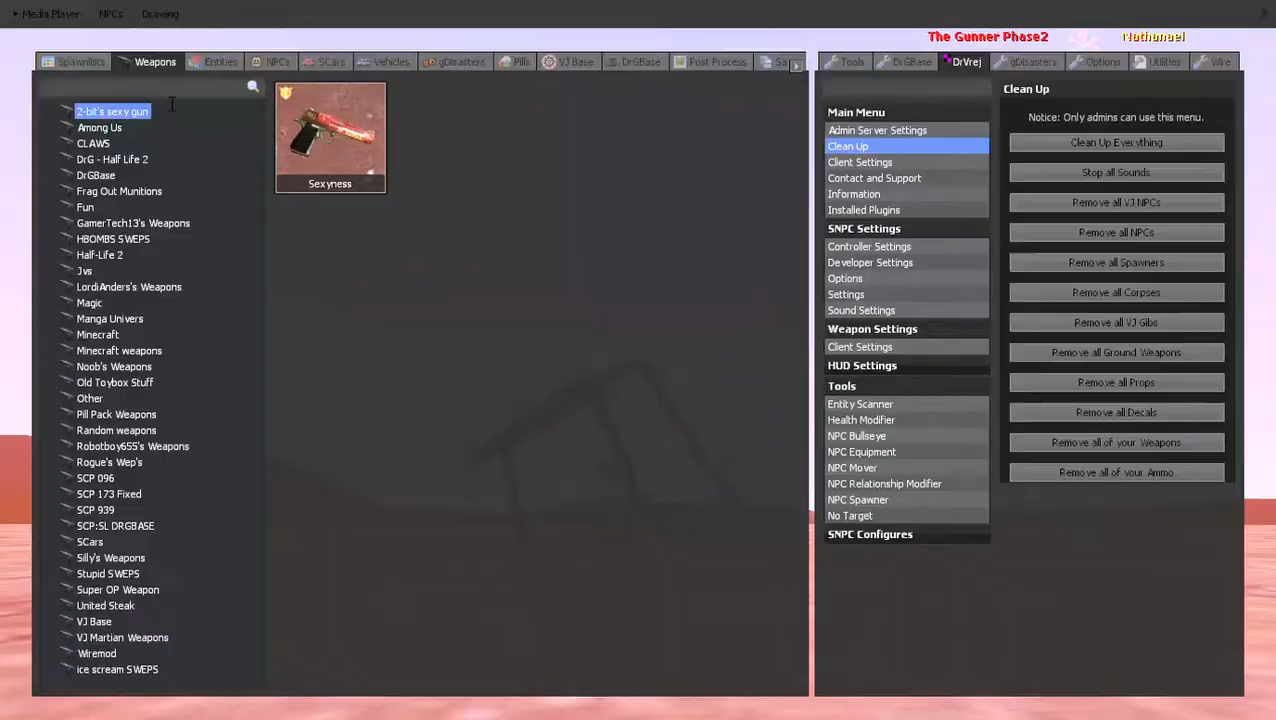 Media Player NPCs Drawing
The Gunner Phase2 Nathanael
Spawnlists Weapons Entities NPCs SCars Vehicles gDisasters Pills VJ Base DrGBase Post Process Sa
Tools DrGBase DrVrej gDisasters Options Utilities Wire
2-bit's sexy gun
Among Us
CLAWS
DrG - Half Life 2
DrGBase
Frag Out Munitions
Fun
GamerTech13's Weapons
HBOMBS SWEPS
Half-Life 2
Jvs
LordiAnders's Weapons
Magic
Manga Univers
Minecraft
Minecraft weapons
Noob's Weapons
Old Toybox Stuff
Other
Pill Pack Weapons
Random weapons
Robotboy655's Weapons
Rogue's Wep's
SCP 096
SCP 173 Fixed
SCP 939
SCP:SL DRGBASE
SCars
Silly's Weapons
Stupid SWEPS
Super OP Weapon
United Steak
VJ Base
VJ Martian Weapons
Wiremod
ice scream SWEPS
Sexyness
Main Menu
Admin Server Settings
Clean Up
Client Settings
Contact and Support
Information
Installed Plugins
SNPC Settings
Controller Settings
Developer Settings
Options
Settings
Sound Settings
Weapon Settings
Client Settings
HUD Settings
Tools
Entity Scanner
Health Modifier
NPC Bullseye
NPC Equipment
NPC Mover
NPC Relationship Modifier
NPC Spawner
No Target
SNPC Configures
Clean Up
Notice: Only admins can use this menu.
Clean Up Everything
Stop all Sounds
Remove all VJ NPCs
Remove all NPCs
Remove all Spawners
Remove all Corpses
Remove all VJ Gibs
Remove all Ground Weapons
Remove all Props
Remove all Decals
Remove all of your Weapons
Remove all of your Ammo